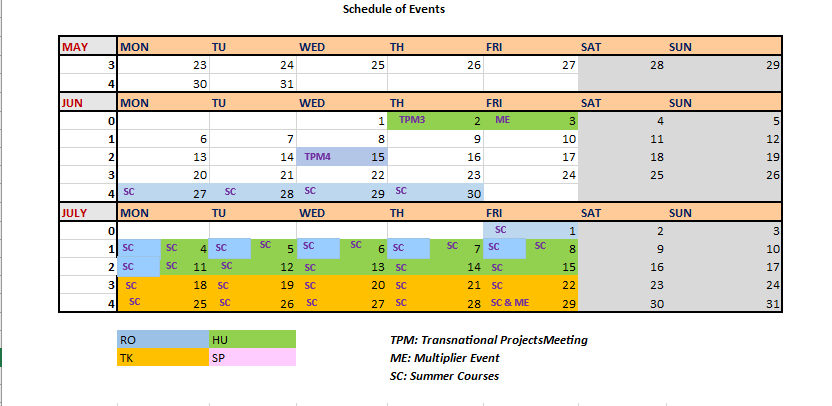 Schedule of Events
MAY MON TU WED TH FRI SAT SUN
3 23 24 25 26 27 28 29
4 30 31
JUN MON TU WED TH FRI SAT SUN
0 1 TPM3 2 ME 3 4 5
1 6 7 8 9 10 11 12
2 13 14 TPM4 15 16 17 18 19
3 20 21 22 23 24 25 26
4 SC 27 SC 28 SC 29 SC 30
JULY MON TU WED TH FRI SAT SUN
0 SC 1 2 3
1 SC SC 4 SC SC 5 SC SC 6 SC SC 7 SC SC 8 9 10
2 SC SC 11 SC 12 SC 13 SC 14 SC 15 16 17
3 SC 18 SC 19 SC 20 SC 21 SC 22 23 24
4 SC 25 SC 26 SC 27 SC 28 SC & ME 29 30 31
RO HU TPM: Transnational ProjectsMeeting
TK SP ME: Multiplier Event
SC: Summer Courses